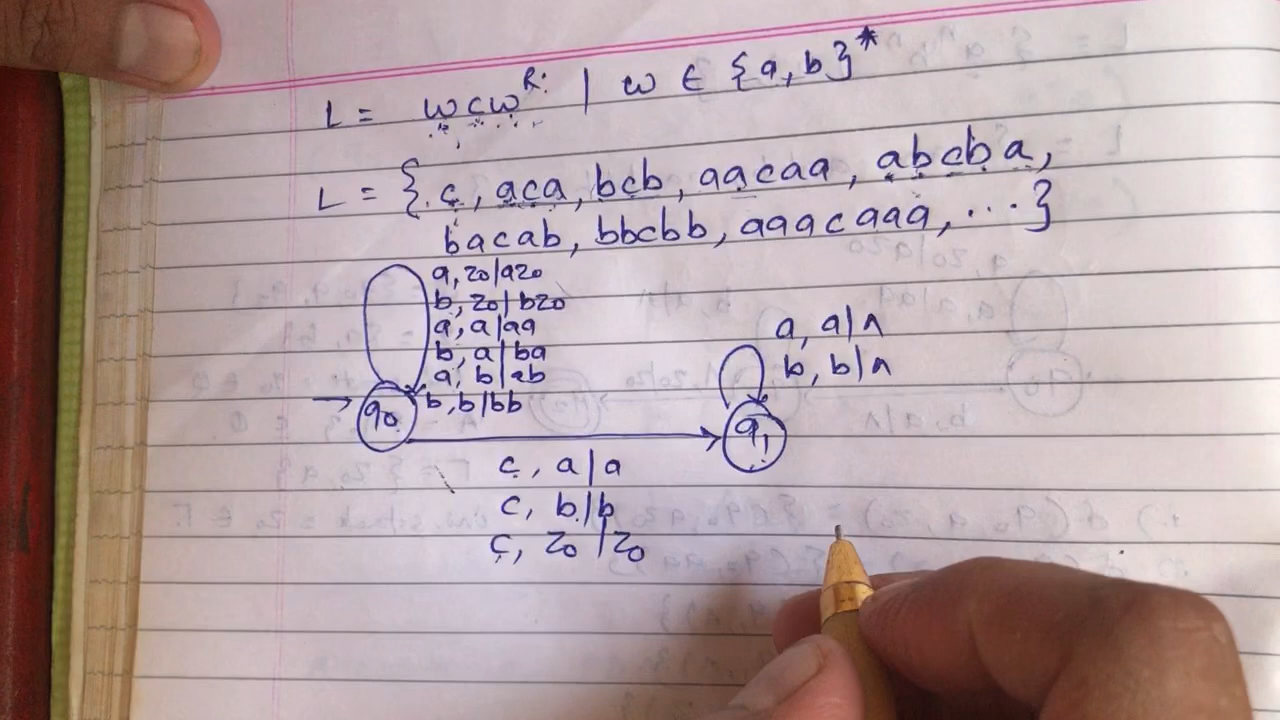 L = wcwᴿ | w ∈ {a, b}*
L = { c, aca, bcb, aacaa, abcba,
bacab, bbcbb, aaacaaa, ... }
a, z0/az0
b, z0/bz0
a, a/aa
b, a/ba
a, b/ab
b, b/bb
q0
a, a/∧
b, b/∧
q1
c, a/a
c, b/b
c, z0/z0